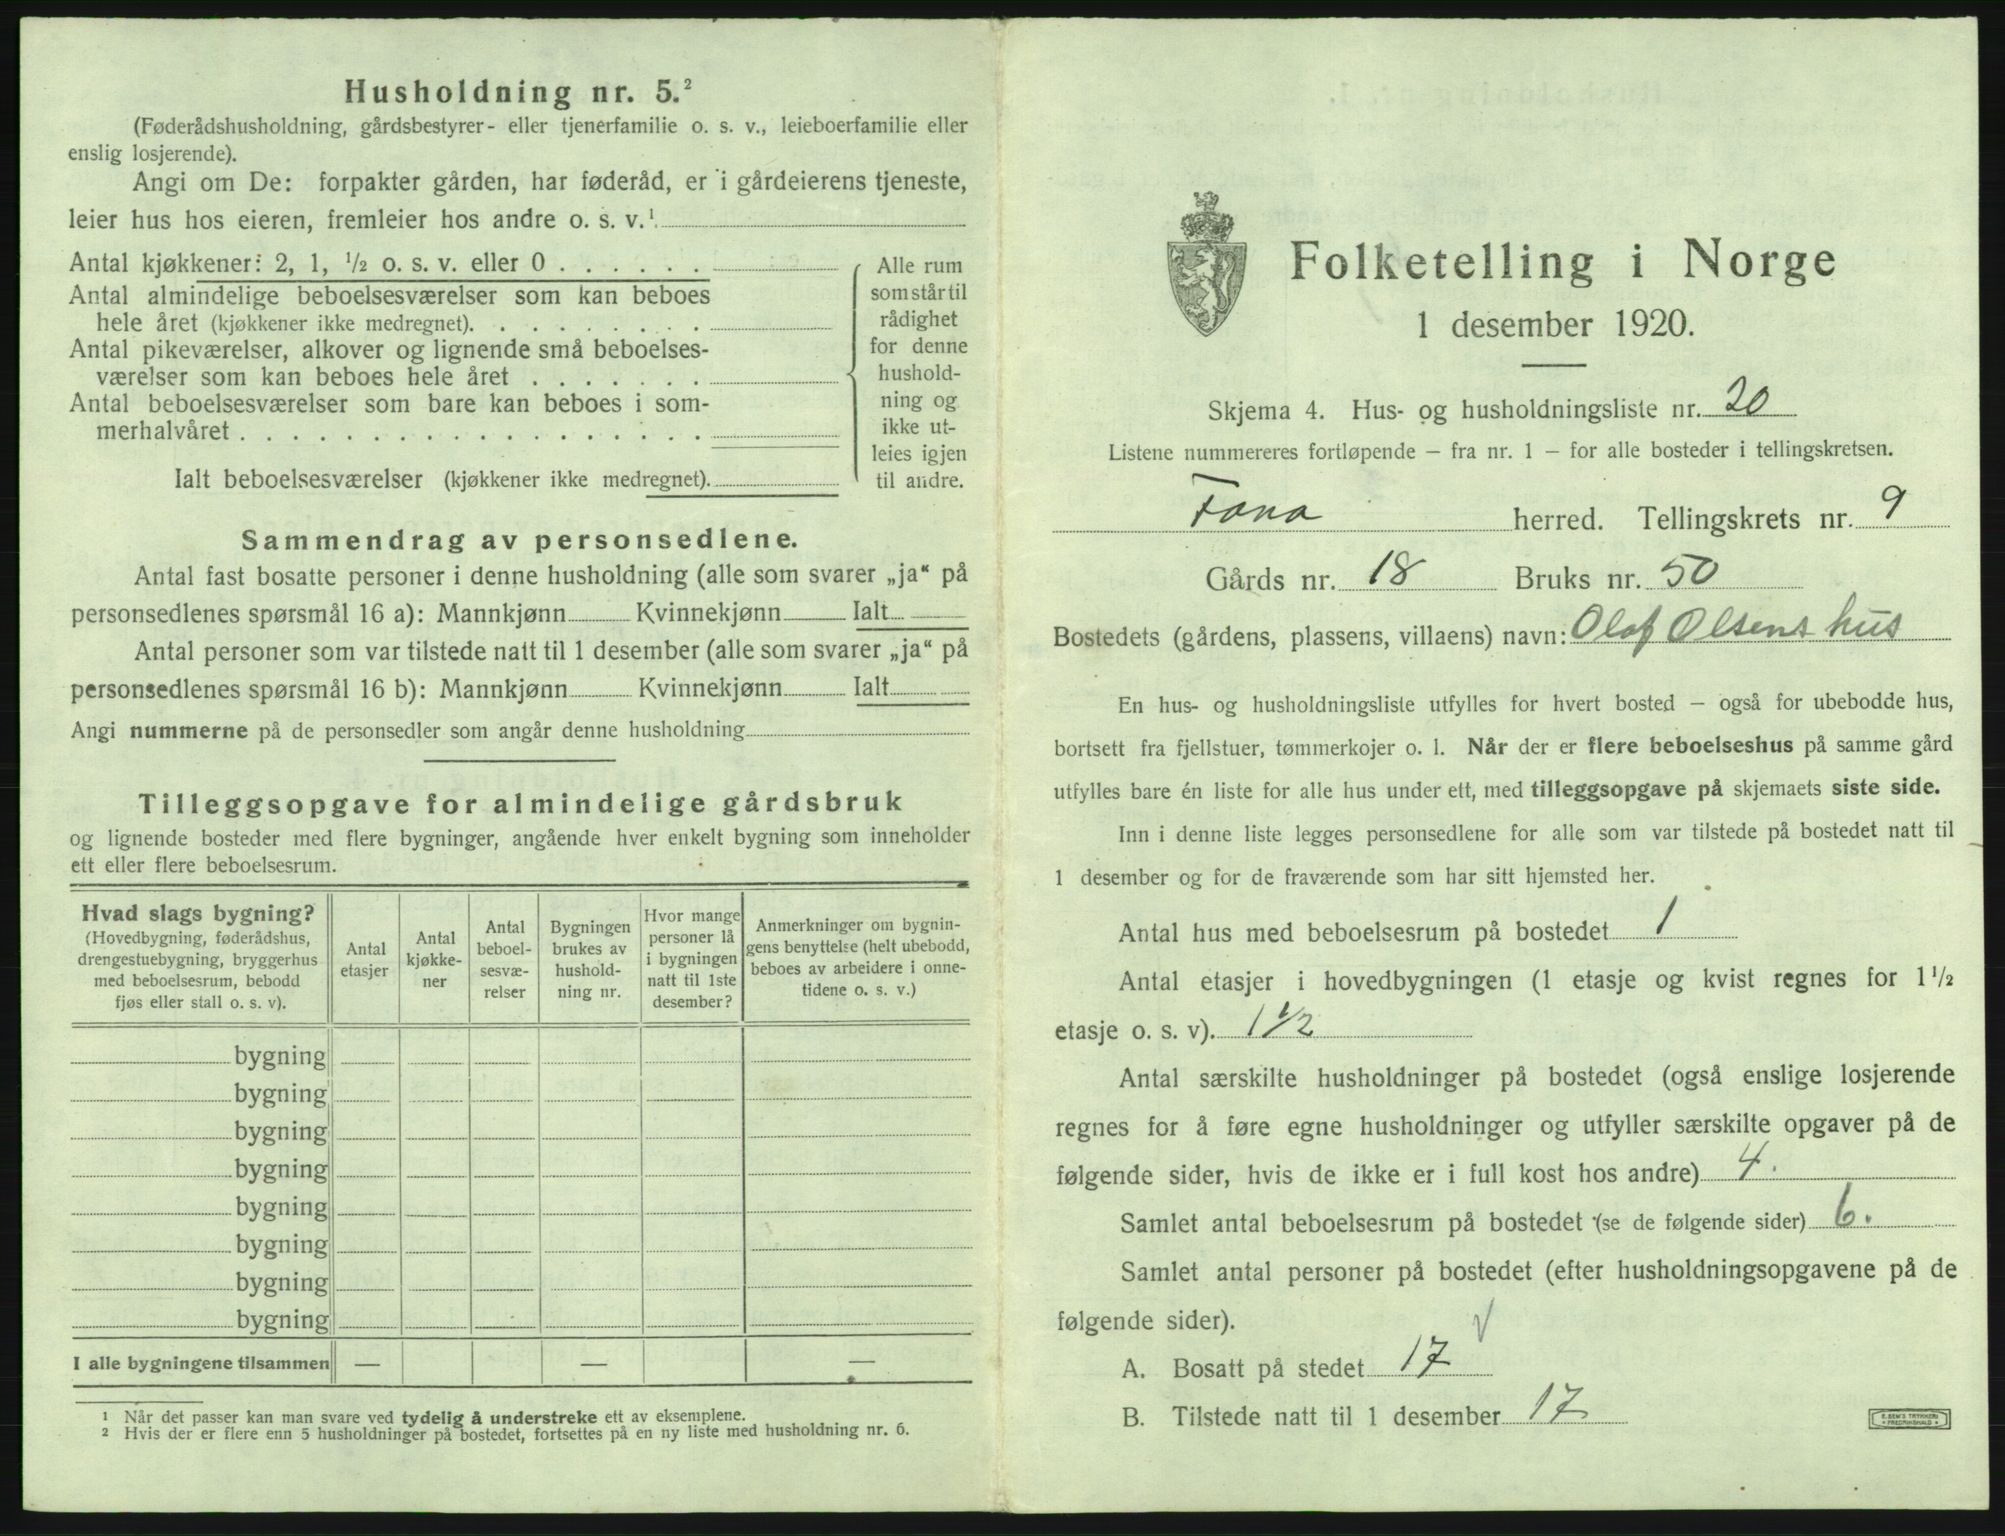 Husholdning nr. 5.²
(Føderådshusholdning, gårdsbestyrer- eller tjenerfamilie o. s. v., leieboerfamilie eller
enslig losjerende).
Angi om De: forpakter gården, har føderåd, er i gårdeierens tjeneste,
leier hus hos eieren, fremleier hos andre o. s. v.¹
Antal kjøkkener: 2, 1, ½ o. s. v. eller 0 . . . . . .
Antal almindelige beboelsesværelser som kan beboes
hele året (kjøkkener ikke medregnet). . . . . . . . .
Antal pikeværelser, alkover og lignende små beboelses-
værelser som kan beboes hele året . . . . . . .
Antal beboelsesværelser som bare kan beboes i som-
merhalvåret . . . . . . . . . . . . . . . . . .
Ialt beboelsesværelser (kjøkkener ikke medregnet).
Alle rum
som står til
rådighet
for denne
hushold-
ning og
ikke ut-
leies igjen
til andre.
Sammendrag av personsedlene.
Antal fast bosatte personer i denne husholdning (alle som svarer „ja“ på
personsedlenes spørsmål 16 a): Mannkjønn Kvinnekjønn Ialt
Antal personer som var tilstede natt til 1 desember (alle som svarer „ja“ på
personsedlenes spørsmål 16 b): Mannkjønn Kvinnekjønn Ialt
Angi nummerne på de personsedler som angår denne husholdning
Tilleggsopgave for almindelige gårdsbruk
og lignende bosteder med flere bygninger, angående hver enkelt bygning som inneholder
ett eller flere beboelsesrum.
Hvad slags bygning?
(Hovedbygning, føderådshus,
drengestuebygning, bryggerhus
med beboelsesrum, bebodd
fjøs eller stall o. s. v).
Antal
etasjer
Antal
kjøkke-
ner
Antal
beboel-
sesvæ-
relser
Bygningen
brukes av
hushold-
ning nr.
Hvor mange
personer lå
i bygningen
natt til 1ste
desember?
Anmerkninger om bygnin-
gens benyttelse (helt ubebodd,
beboes av arbeidere i onne-
tidene o. s. v.)
bygning
bygning
bygning
bygning
bygning
bygning
bygning
bygning
I alle bygningene tilsammen — — —
¹ Når det passer kan man svare ved tydelig å understreke ett av eksemplene.
² Hvis der er flere enn 5 husholdninger på bostedet, fortsettes på en ny liste med husholdning nr. 6.
Folketelling i Norge
1 desember 1920.
Skjema 4. Hus- og husholdningsliste nr. 20
Listene nummereres fortløpende — fra nr. 1 — for alle bosteder i tellingskretsen.
Fana herred. Tellingskrets nr. 9
Gårds nr. 18 Bruks nr. 50
Bostedets (gårdens, plassens, villaens) navn: Olaf Olsens hus
En hus- og husholdningsliste utfylles for hvert bosted — også for ubebodde hus,
bortsett fra fjellstuer, tømmerkojer o. l. Når der er flere beboelseshus på samme gård
utfylles bare én liste for alle hus under ett, med tilleggsopgave på skjemaets siste side.
Inn i denne liste legges personsedlene for alle som var tilstede på bostedet natt til
1 desember og for de fraværende som har sitt hjemsted her.
Antal hus med beboelsesrum på bostedet 1
Antal etasjer i hovedbygningen (1 etasje og kvist regnes for 1½
etasje o. s. v). 1½
Antal særskilte husholdninger på bostedet (også enslige losjerende
regnes for å føre egne husholdninger og utfyller særskilte opgaver på de
følgende sider, hvis de ikke er i full kost hos andre) 4.
Samlet antal beboelsesrum på bostedet (se de følgende sider) 6.
Samlet antal personer på bostedet (efter husholdningsopgavene på de
følgende sider). √
A. Bosatt på stedet 17
B. Tilstede natt til 1 desember 17
E. SEM'S TRYKKERI
• FREDRIKSHALD •